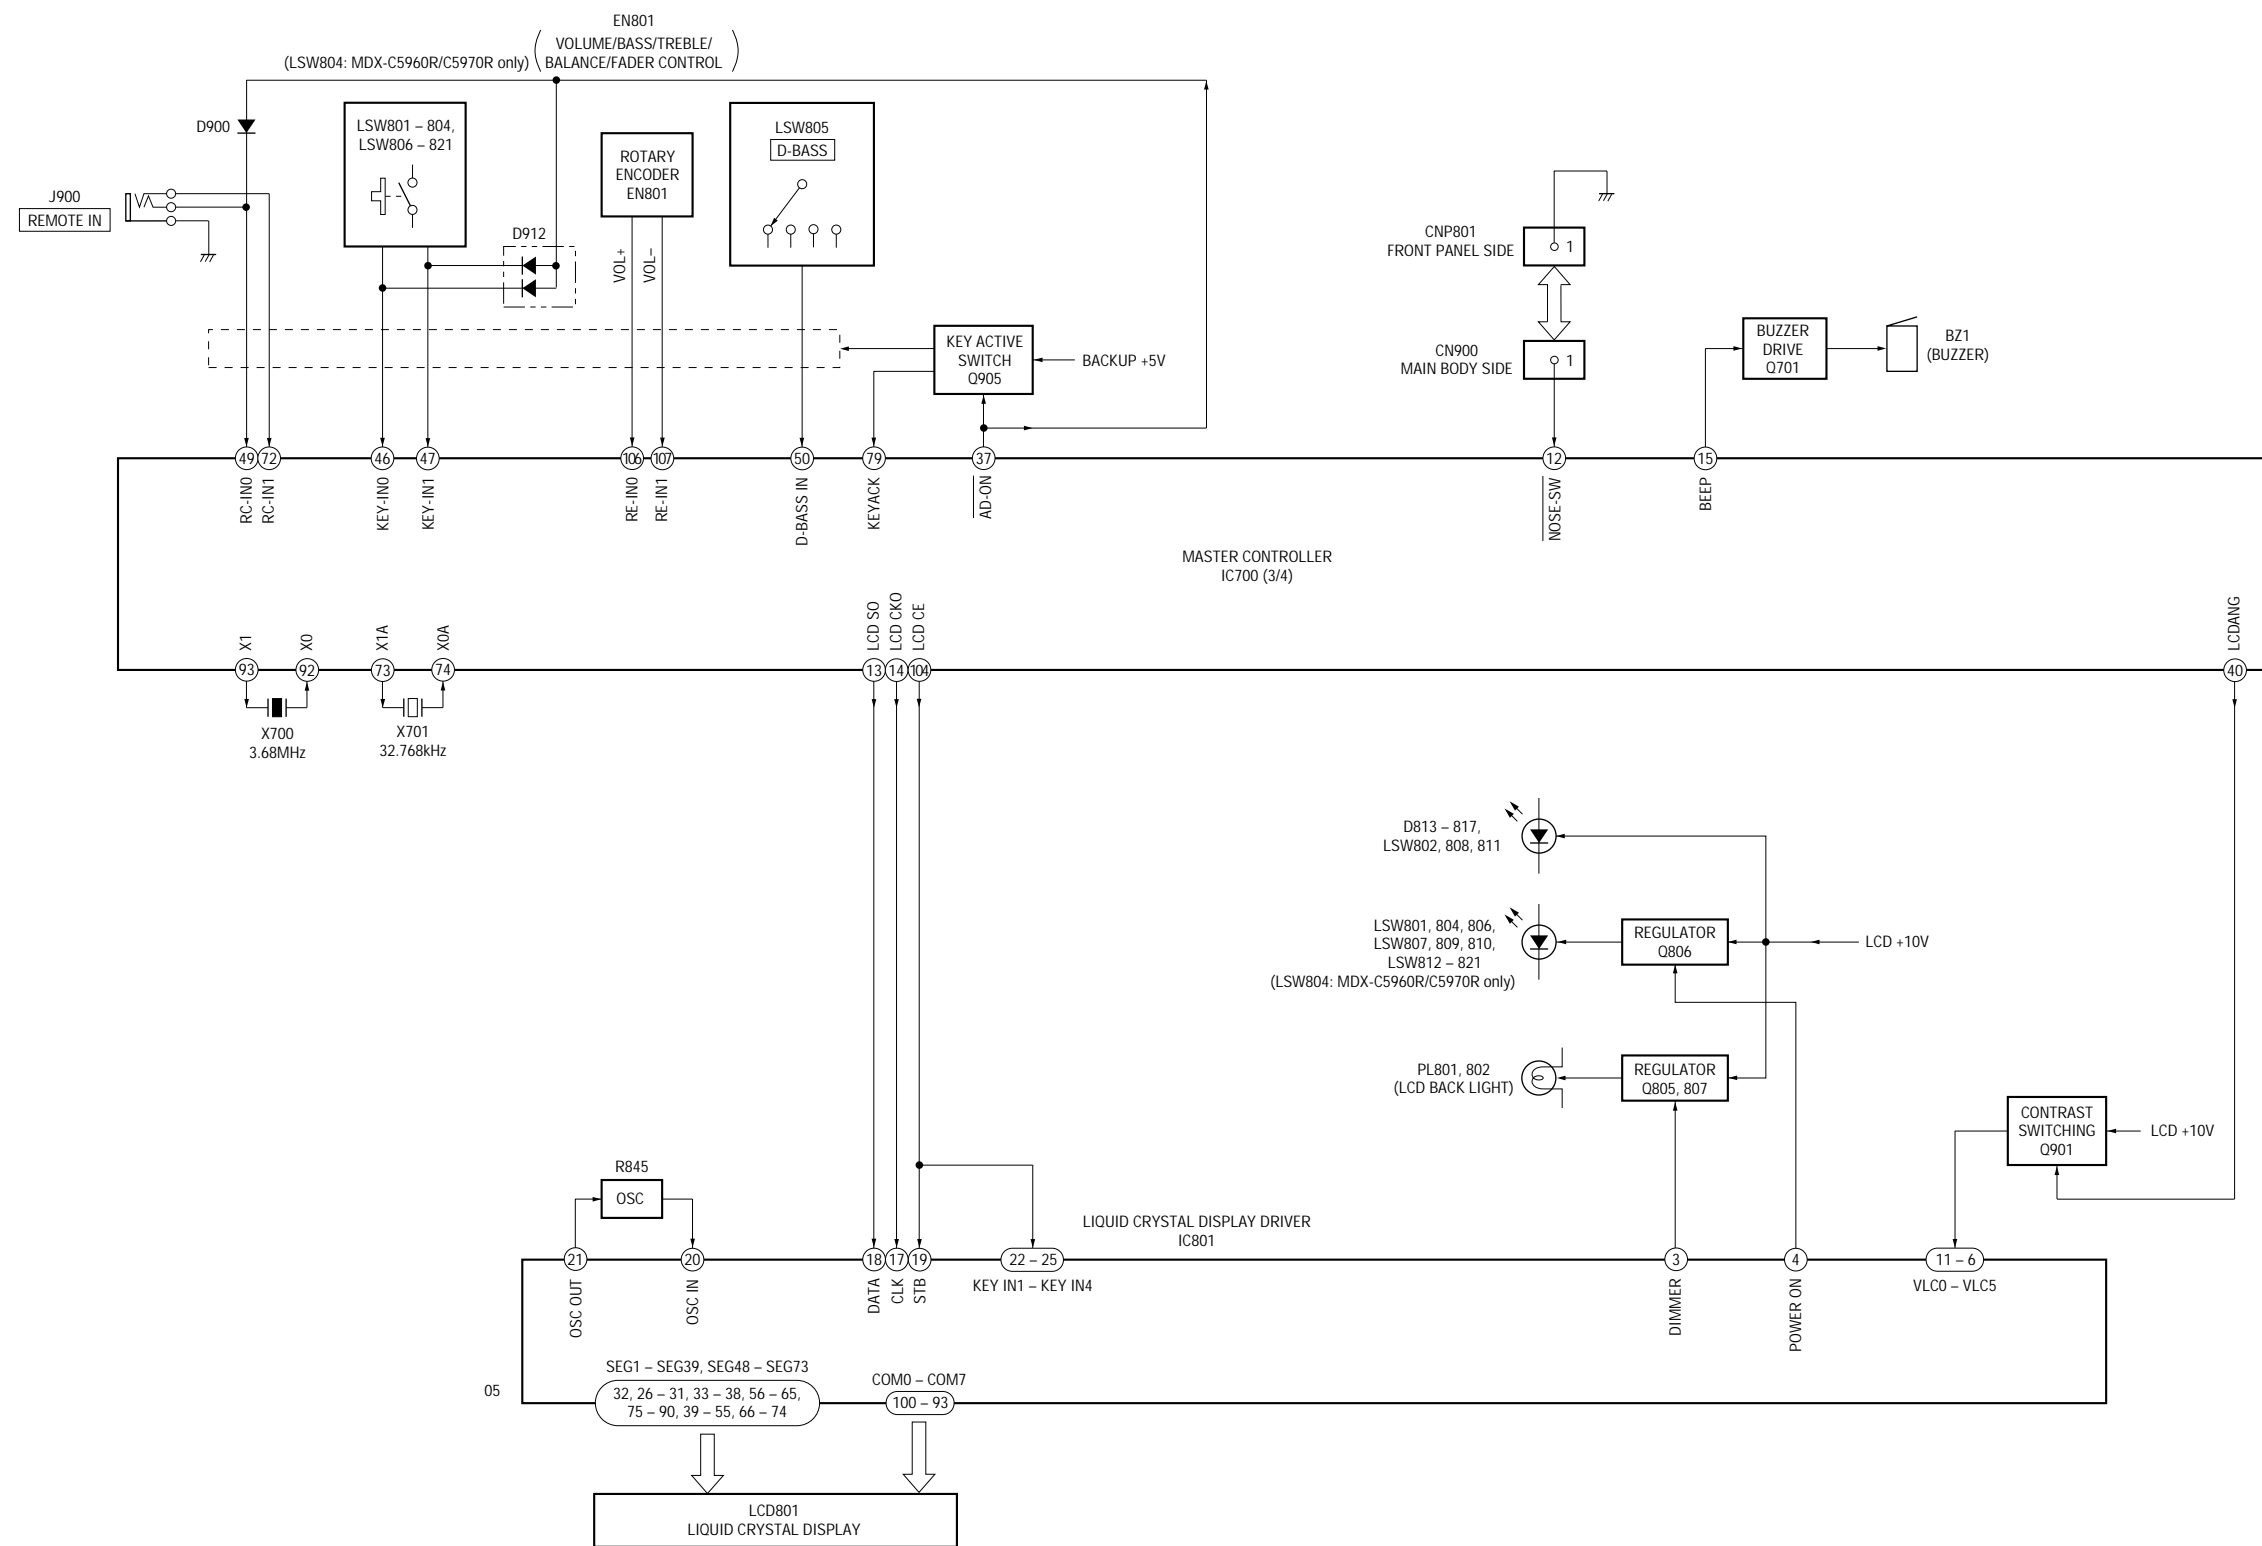 EN801
VOLUME/BASS/TREBLE/
BALANCE/FADER CONTROL
(LSW804: MDX-C5960R/C5970R only)
D900
LSW801 – 804,
LSW806 – 821
ROTARY
ENCODER
EN801
LSW805
D-BASS
J900
REMOTE IN
D912
VOL+
VOL–
CNP801
FRONT PANEL SIDE
1
CN900
MAIN BODY SIDE
1
KEY ACTIVE
SWITCH
Q905
BACKUP +5V
BUZZER
DRIVE
Q701
BZ1
(BUZZER)
49
72
46
47
106
107
50
79
37
12
15
RC-IN0
RC-IN1
KEY-IN0
KEY-IN1
RE-IN0
RE-IN1
D-BASS IN
KEYACK
AD-ON
NOSE-SW
BEEP
MASTER CONTROLLER
IC700 (3/4)
X1
X0
X1A
X0A
LCD SO
LCD CKO
LCD CE
LCDANG
93
92
73
74
13
14
104
40
X700
3.68MHz
X701
32.768kHz
D813 – 817,
LSW802, 808, 811
LSW801, 804, 806,
LSW807, 809, 810,
LSW812 – 821
(LSW804: MDX-C5960R/C5970R only)
REGULATOR
Q806
LCD +10V
PL801, 802
(LCD BACK LIGHT)
REGULATOR
Q805, 807
CONTRAST
SWITCHING
Q901
LCD +10V
R845
OSC
LIQUID CRYSTAL DISPLAY DRIVER
IC801
21
20
18
17
19
22 – 25
3
4
11 – 6
OSC OUT
OSC IN
DATA
CLK
STB
KEY IN1 – KEY IN4
DIMMER
POWER ON
VLC0 – VLC5
SEG1 – SEG39, SEG48 – SEG73
32, 26 – 31, 33 – 38, 56 – 65,
75 – 90, 39 – 55, 66 – 74
COM0 – COM7
100 – 93
05
LCD801
LIQUID CRYSTAL DISPLAY